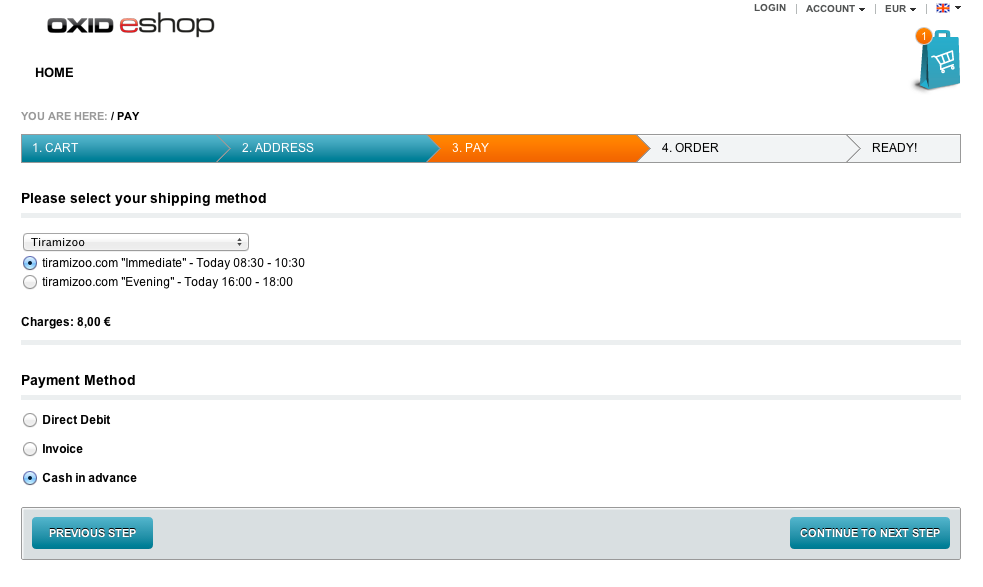 OXID eshop
LOGIN | ACCOUNT | EUR |
1
HOME
YOU ARE HERE: / PAY
1. CART 2. ADDRESS 3. PAY 4. ORDER READY!
Please select your shipping method
Tiramizoo
tiramizoo.com "Immediate" - Today 08:30 - 10:30
tiramizoo.com "Evening" - Today 16:00 - 18:00
Charges: 8,00 €
Payment Method
Direct Debit
Invoice
Cash in advance
PREVIOUS STEP CONTINUE TO NEXT STEP